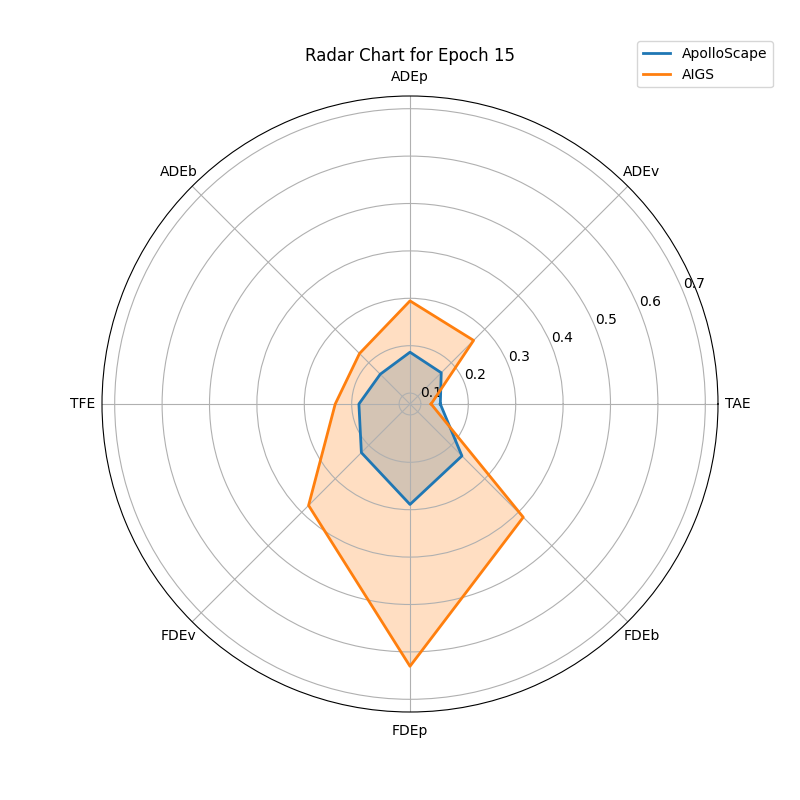 Radar Chart for Epoch 15
ApolloScape
AIGS
ADEp
ADEb
ADEv
0.7
0.6
0.5
0.4
0.3
0.2
0.1
TFE
TAE
FDEv
FDEb
FDEp